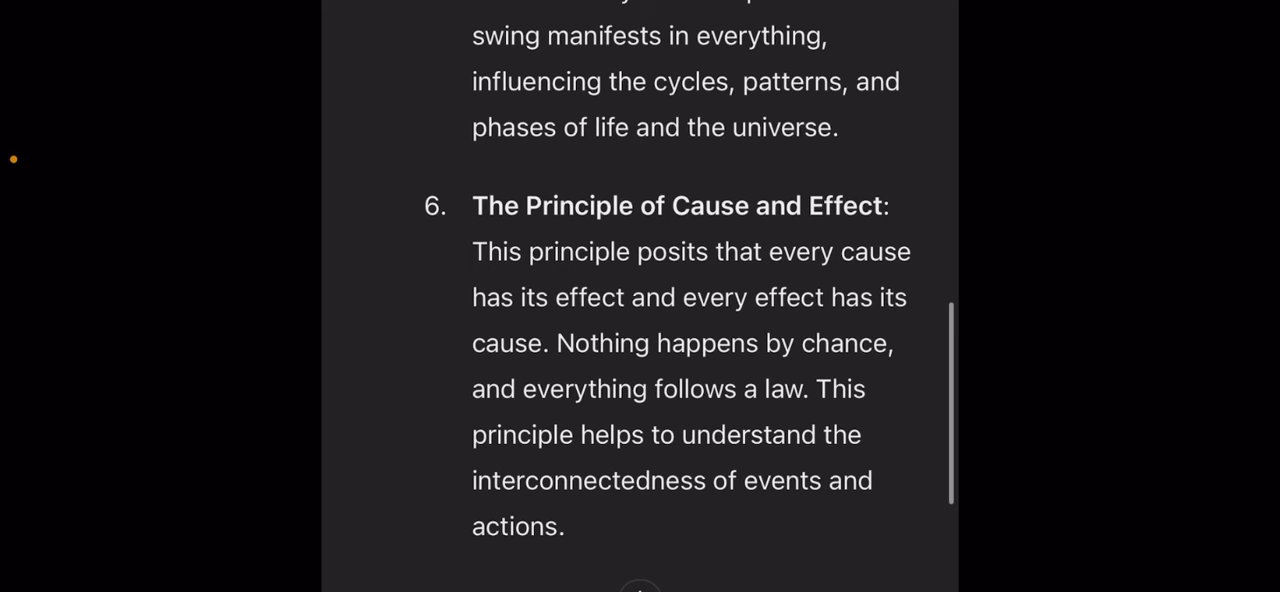 swing manifests in everything,
influencing the cycles, patterns, and
phases of life and the universe.
6. The Principle of Cause and Effect:
This principle posits that every cause
has its effect and every effect has its
cause. Nothing happens by chance,
and everything follows a law. This
principle helps to understand the
interconnectedness of events and
actions.